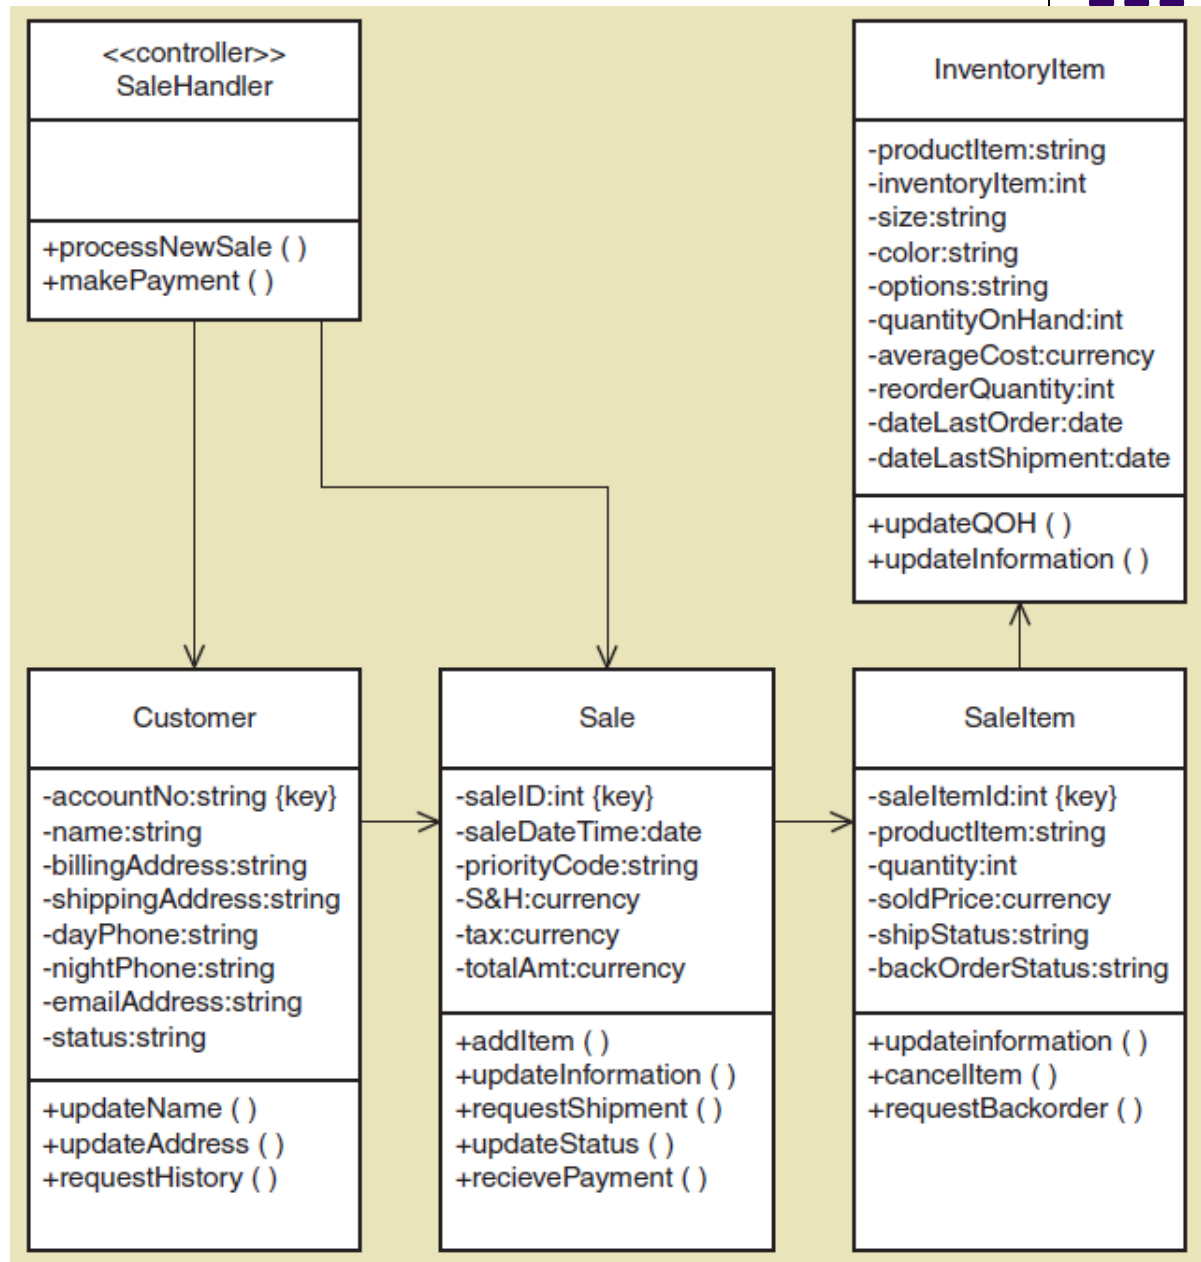 <<controller>>
SaleHandler
+processNewSale ( )
+makePayment ( )
InventoryItem
-productItem:string
-inventoryItem:int
-size:string
-color:string
-options:string
-quantityOnHand:int
-averageCost:currency
-reorderQuantity:int
-dateLastOrder:date
-dateLastShipment:date
+updateQOH ( )
+updateInformation ( )
Customer
-accountNo:string {key}
-name:string
-billingAddress:string
-shippingAddress:string
-dayPhone:string
-nightPhone:string
-emailAddress:string
-status:string
+updateName ( )
+updateAddress ( )
+requestHistory ( )
Sale
-saleID:int {key}
-saleDateTime:date
-priorityCode:string
-S&H:currency
-tax:currency
-totalAmt:currency
+addItem ( )
+updateInformation ( )
+requestShipment ( )
+updateStatus ( )
+recievePayment ( )
SaleItem
-saleItemId:int {key}
-productItem:string
-quantity:int
-soldPrice:currency
-shipStatus:string
-backOrderStatus:string
+updateinformation ( )
+cancelItem ( )
+requestBackorder ( )